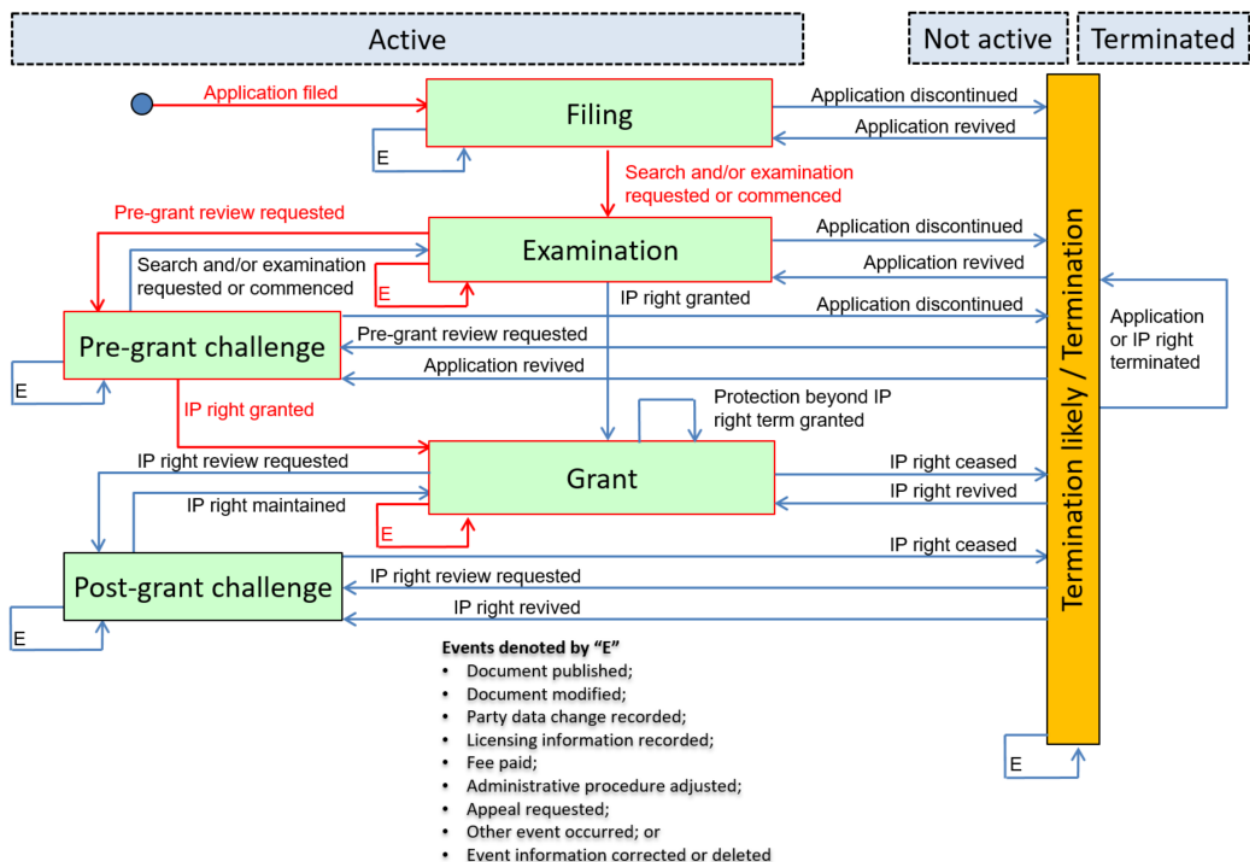 Active
Not active
Terminated
Application filed
Filing
Application discontinued
Application revived
E
Search and/or examination
requested or commenced
Pre-grant review requested
Examination
Application discontinued
Application revived
Search and/or examination
requested or commenced
E
IP right granted
Application discontinued
Pre-grant challenge
Pre-grant review requested
Application revived
E
Application
or IP right
terminated
Termination likely / Termination
IP right granted
Protection beyond IP
right term granted
IP right review requested
Grant
IP right ceased
IP right revived
IP right maintained
E
IP right ceased
Post-grant challenge
IP right review requested
IP right revived
E
Events denoted by “E”
• Document published;
• Document modified;
• Party data change recorded;
• Licensing information recorded;
• Fee paid;
• Administrative procedure adjusted;
• Appeal requested;
• Other event occurred; or
• Event information corrected or deleted
E